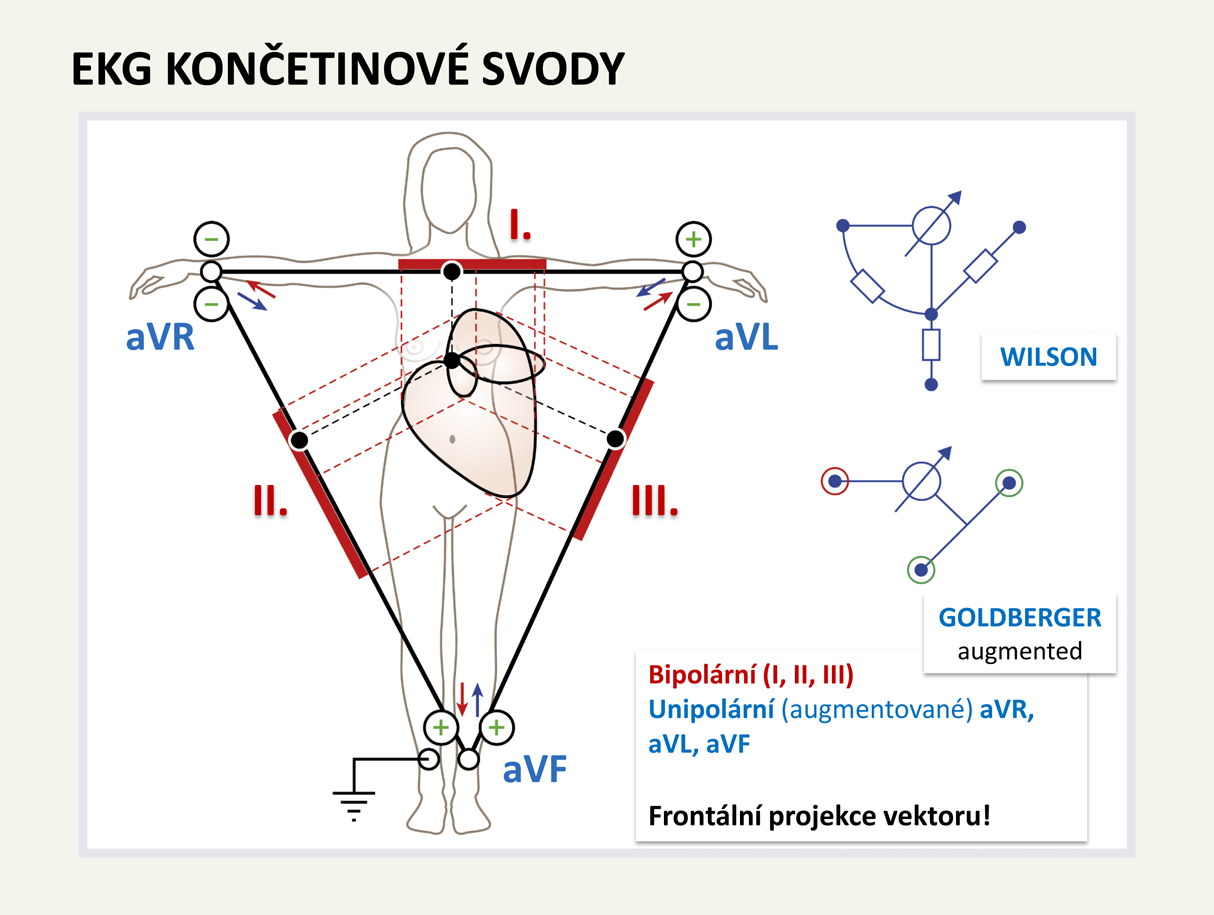 EKG KONČETINOVÉ SVODY
I.
−
+
−
−
aVR
aVL
WILSON
II.
III.
GOLDBERGER
augmented
Bipolární (I, II, III)
Unipolární (augmentované) aVR,
aVL, aVF
+
+
aVF
Frontální projekce vektoru!